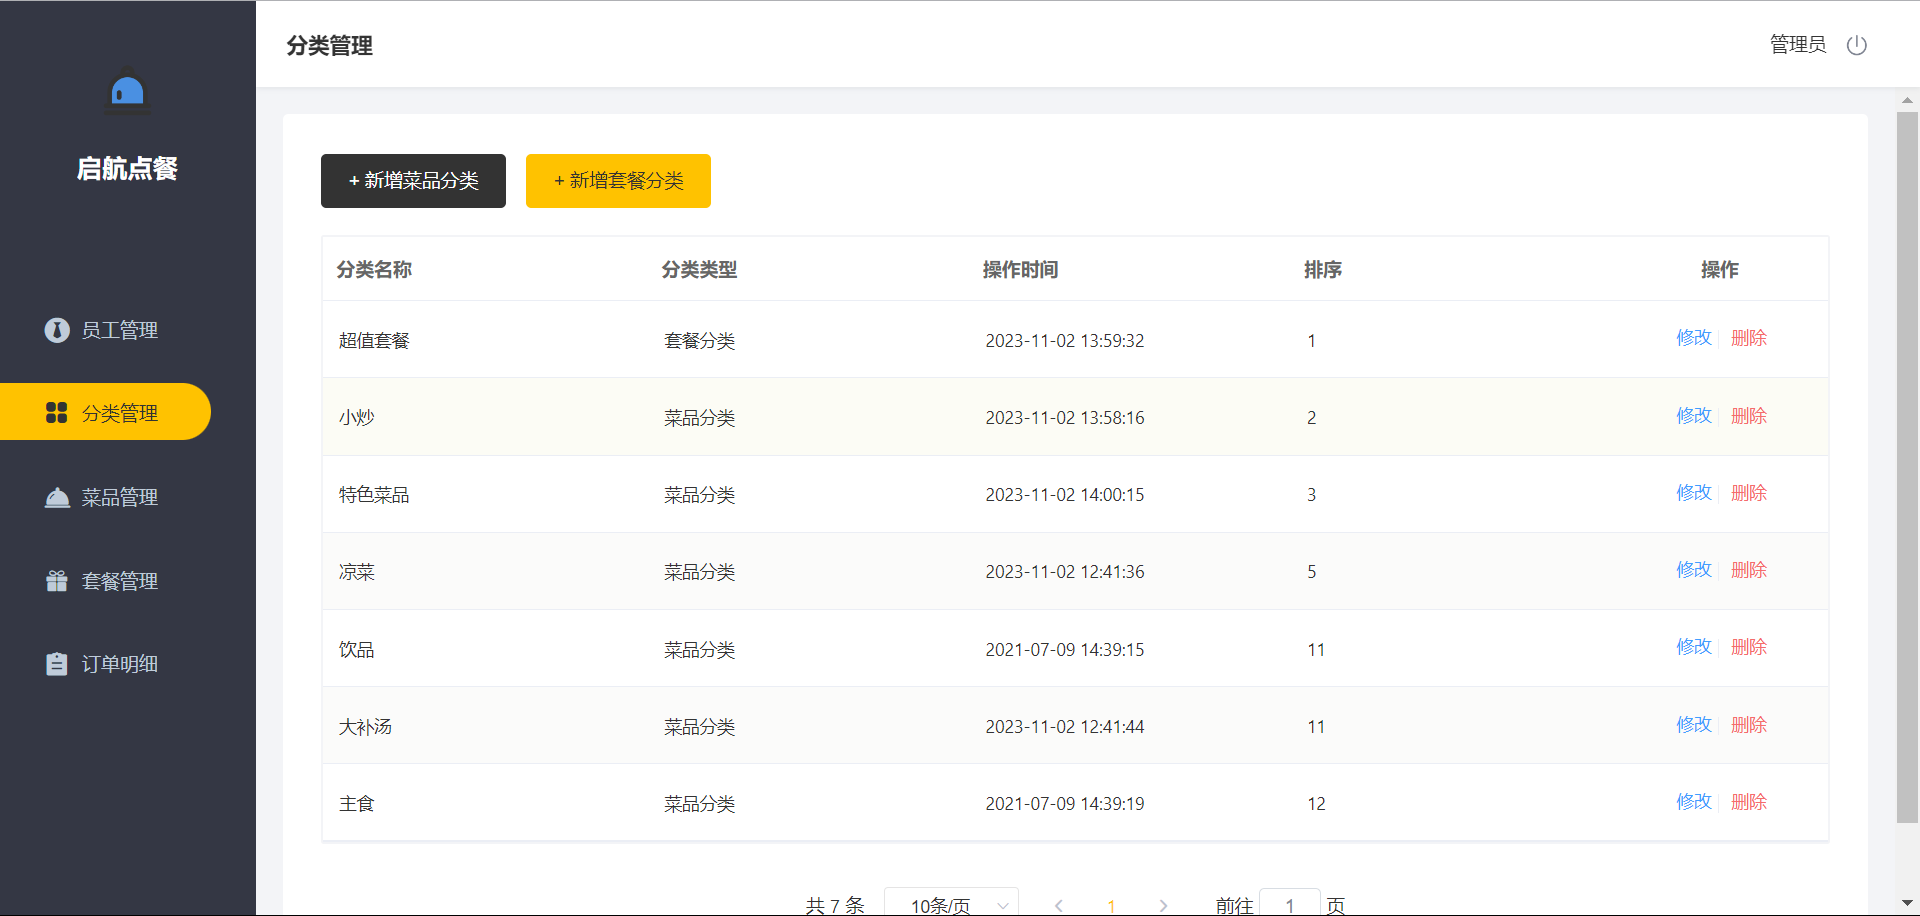 启航点餐
员工管理
分类管理
菜品管理
套餐管理
订单明细
分类管理
管理员
+ 新增菜品分类 + 新增套餐分类
分类名称 分类类型 操作时间 排序 操作
超值套餐 套餐分类 2023-11-02 13:59:32 1 修改 删除
小炒 菜品分类 2023-11-02 13:58:16 2 修改 删除
特色菜品 菜品分类 2023-11-02 14:00:15 3 修改 删除
凉菜 菜品分类 2023-11-02 12:41:36 5 修改 删除
饮品 菜品分类 2021-07-09 14:39:15 11 修改 删除
大补汤 菜品分类 2023-11-02 12:41:44 11 修改 删除
主食 菜品分类 2021-07-09 14:39:19 12 修改 删除
共 7 条 10条/页 1 前往 1 页